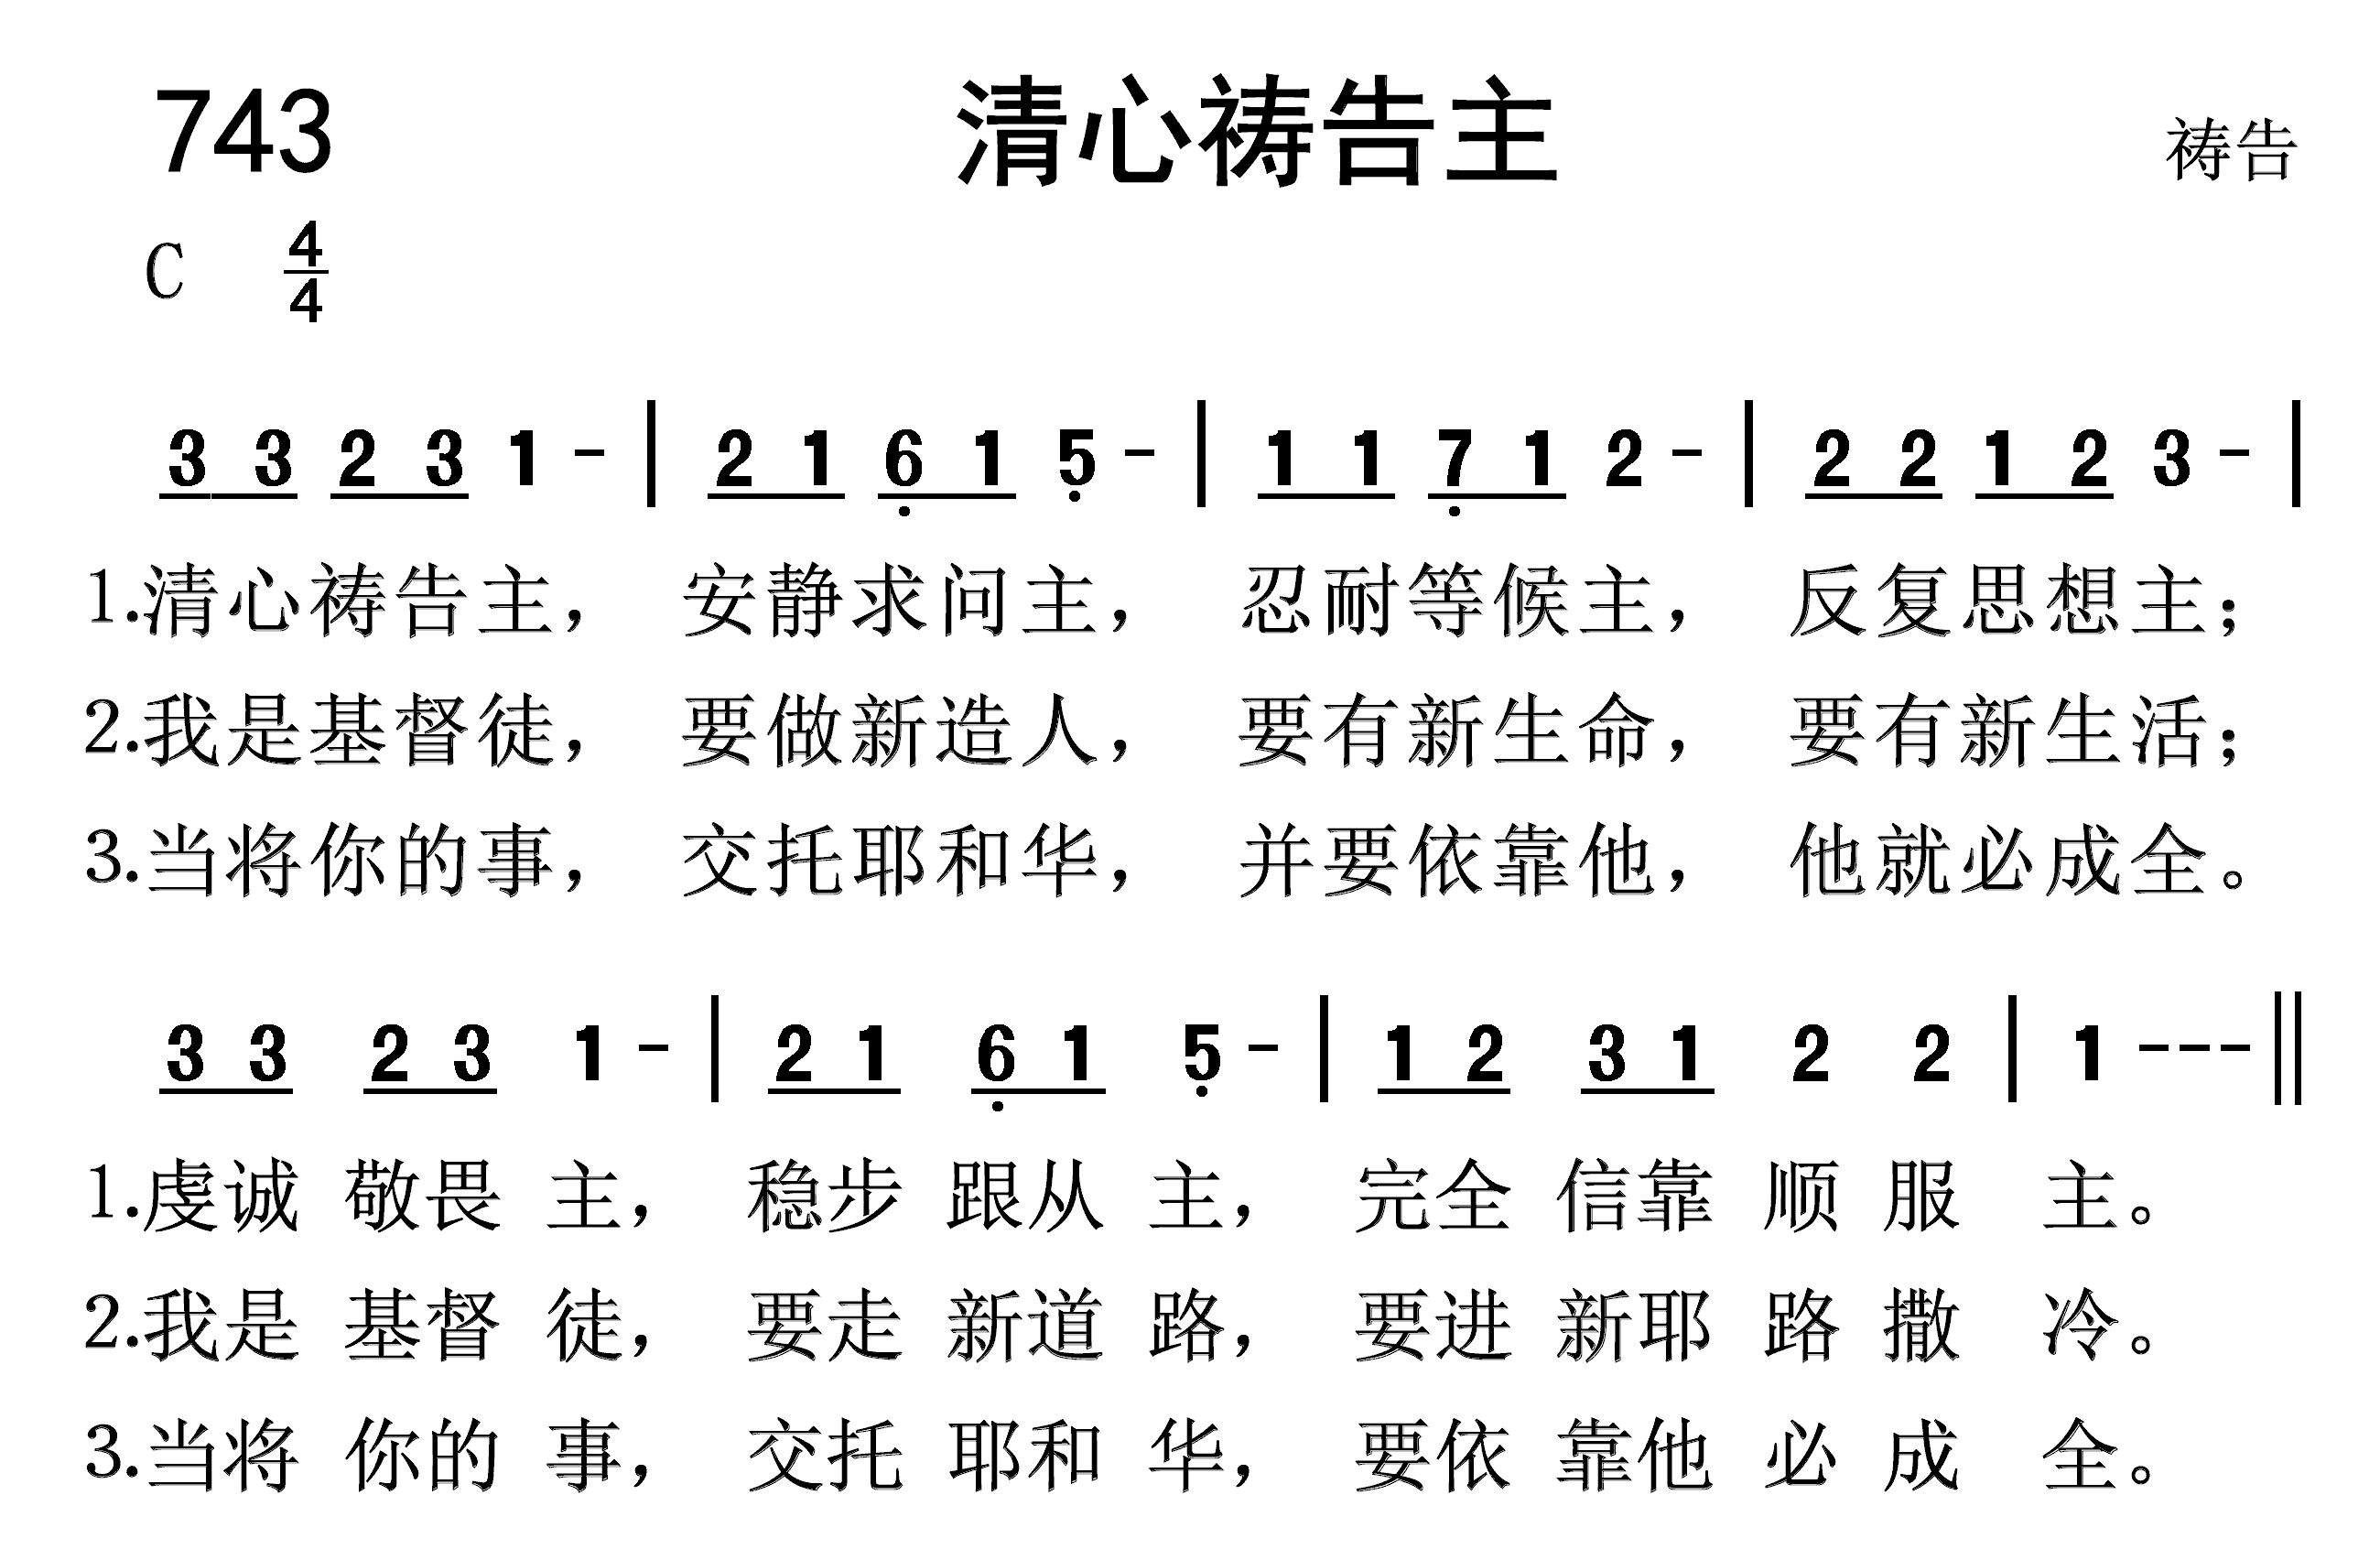 743 清心祷告主 祷告
C 4/4
3 3 2 3 1 - | 2 1 6̣ 1 5̣ - | 1 1 7̣ 1 2 - | 2 2 1 2 3 - |
1.清心祷告主， 安静求问主， 忍耐等候主， 反复思想主；
2.我是基督徒， 要做新造人， 要有新生命， 要有新生活；
3.当将你的事， 交托耶和华， 并要依靠他， 他就必成全。
3 3 2 3 1 - | 2 1 6̣ 1 5̣ - | 1 2 3 1 2 2 | 1 - - - ||
1.虔诚 敬畏 主， 稳步 跟从 主， 完全 信靠 顺 服 主。
2.我是 基督 徒， 要走 新道 路， 要进 新耶 路 撒 冷。
3.当将 你的 事， 交托 耶和 华， 要依 靠他 必 成 全。